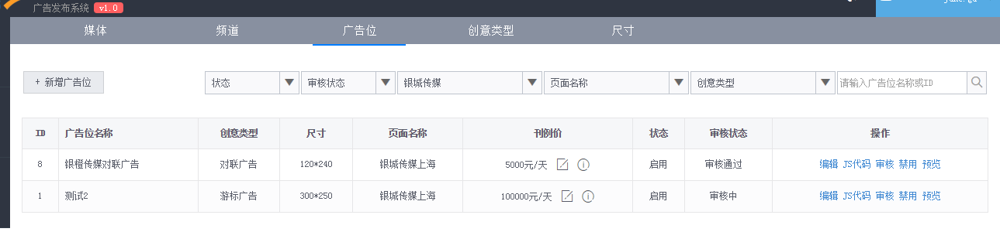 广告发布系统 v1.0
媒体 频道 广告位 创意类型 尺寸
+ 新增广告位 状态 审核状态 银城传媒 页面名称 创意类型 请输入广告位名称或ID
ID 广告位名称 创意类型 尺寸 页面名称 刊例价 状态 审核状态 操作
8 银橙传媒对联广告 对联广告 120*240 银城传媒上海 5000元/天 启用 审核通过 编辑 JS代码 审核 禁用 预览
1 测试2 游标广告 300*250 银城传媒上海 100000元/天 启用 审核中 编辑 JS代码 审核 禁用 预览